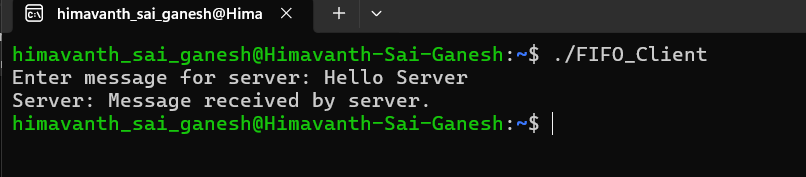 himavanth_sai_ganesh@Hima
himavanth_sai_ganesh@Himavanth-Sai-Ganesh:~$ ./FIFO_Client
Enter message for server: Hello Server
Server: Message received by server.
himavanth_sai_ganesh@Himavanth-Sai-Ganesh:~$